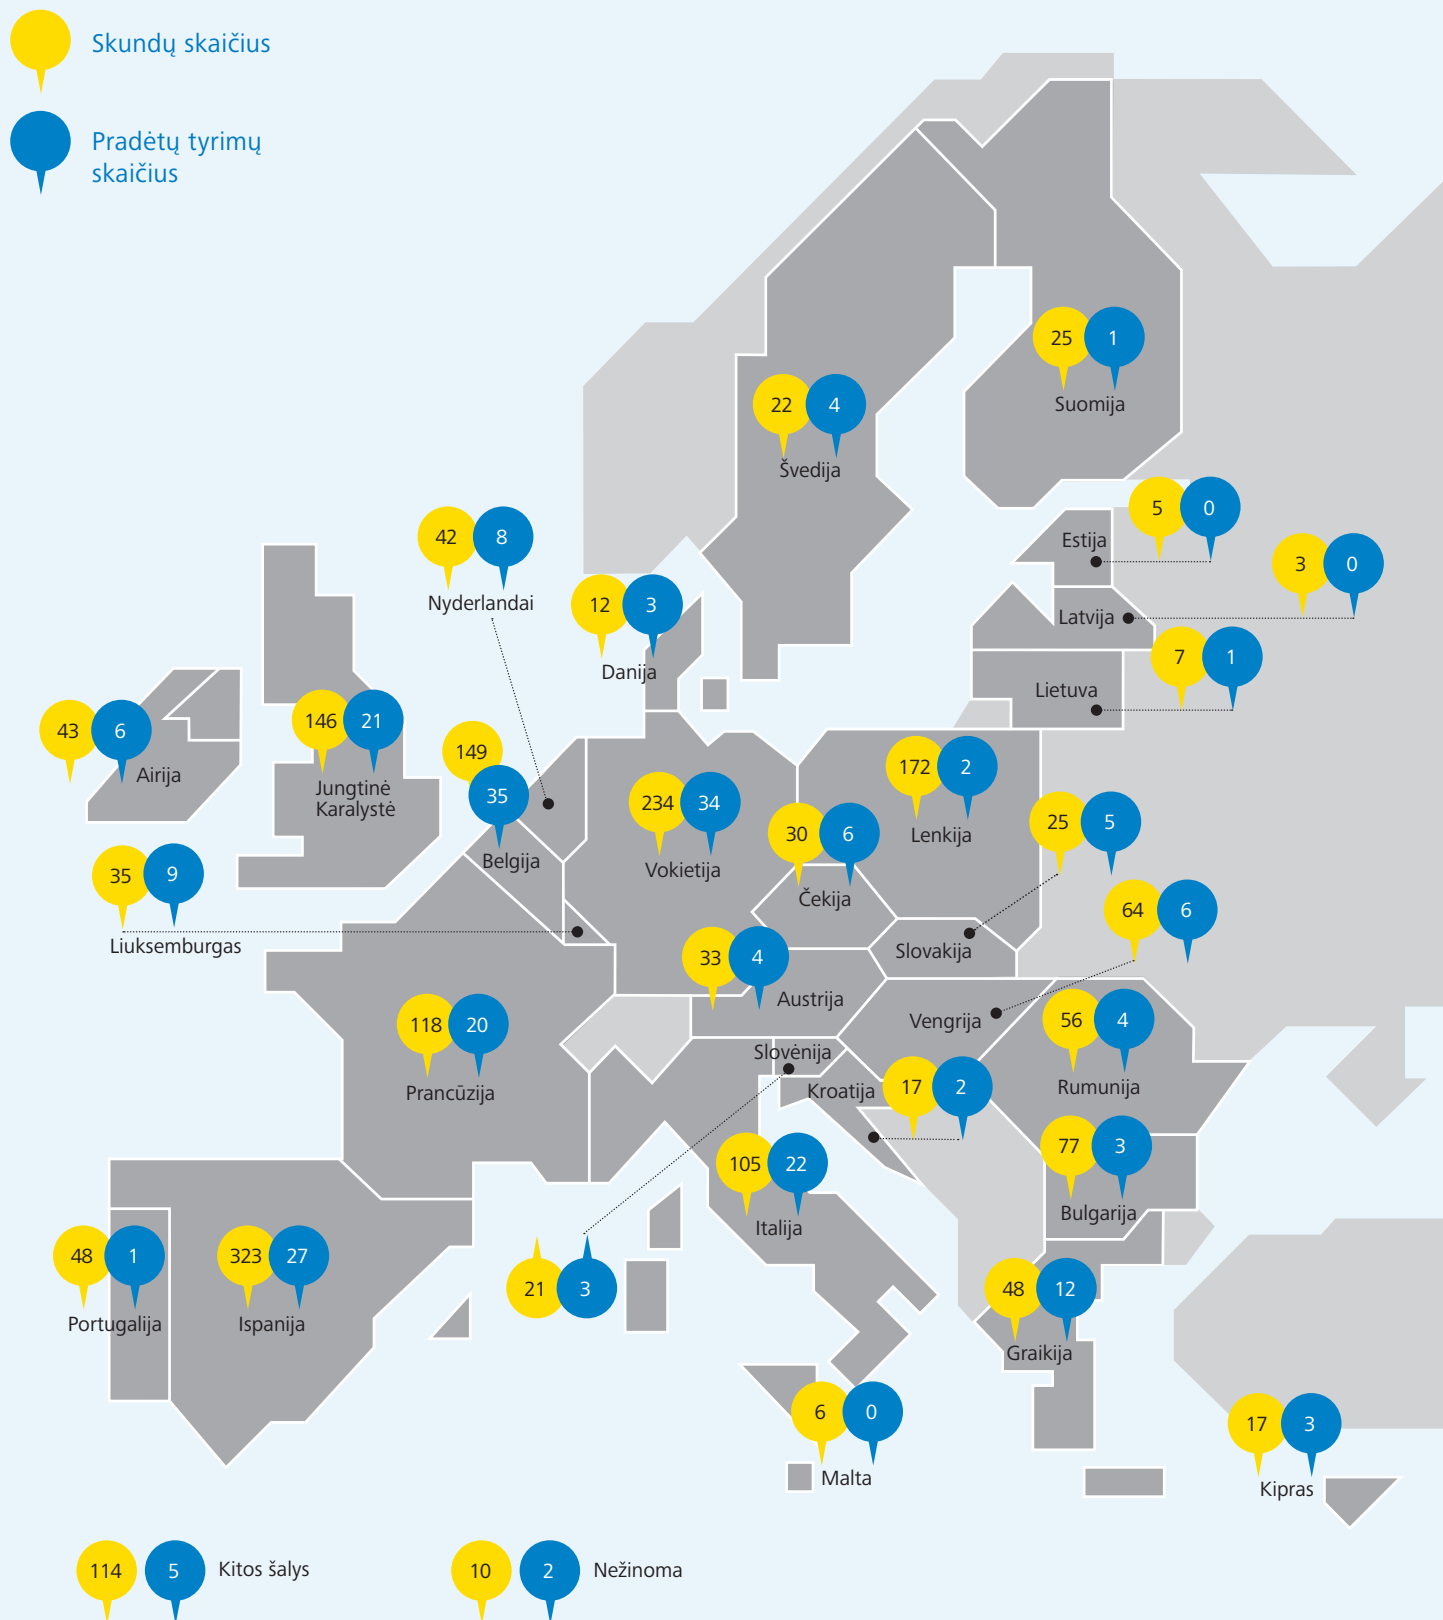 Skundų skaičius
Pradėtų tyrimų
skaičius
25
1
Suomija
22
4
Švedija
5
0
Estija
42
8
Nyderlandai
3
0
Latvija
12
3
Danija
7
1
Lietuva
43
6
Airija
146
21
Jungtinė
Karalystė
149
35
Belgija
234
34
Vokietija
172
2
Lenkija
30
6
Čekija
25
5
Slovakija
35
9
Liuksemburgas
64
6
Vengrija
33
4
Austrija
118
20
Prancūzija
56
4
Rumunija
Slovėnija
Kroatija
17
2
77
3
Bulgarija
105
22
Italija
48
1
Portugalija
323
27
Ispanija
21
3
48
12
Graikija
6
0
Malta
17
3
Kipras
114
5
Kitos šalys
10
2
Nežinoma